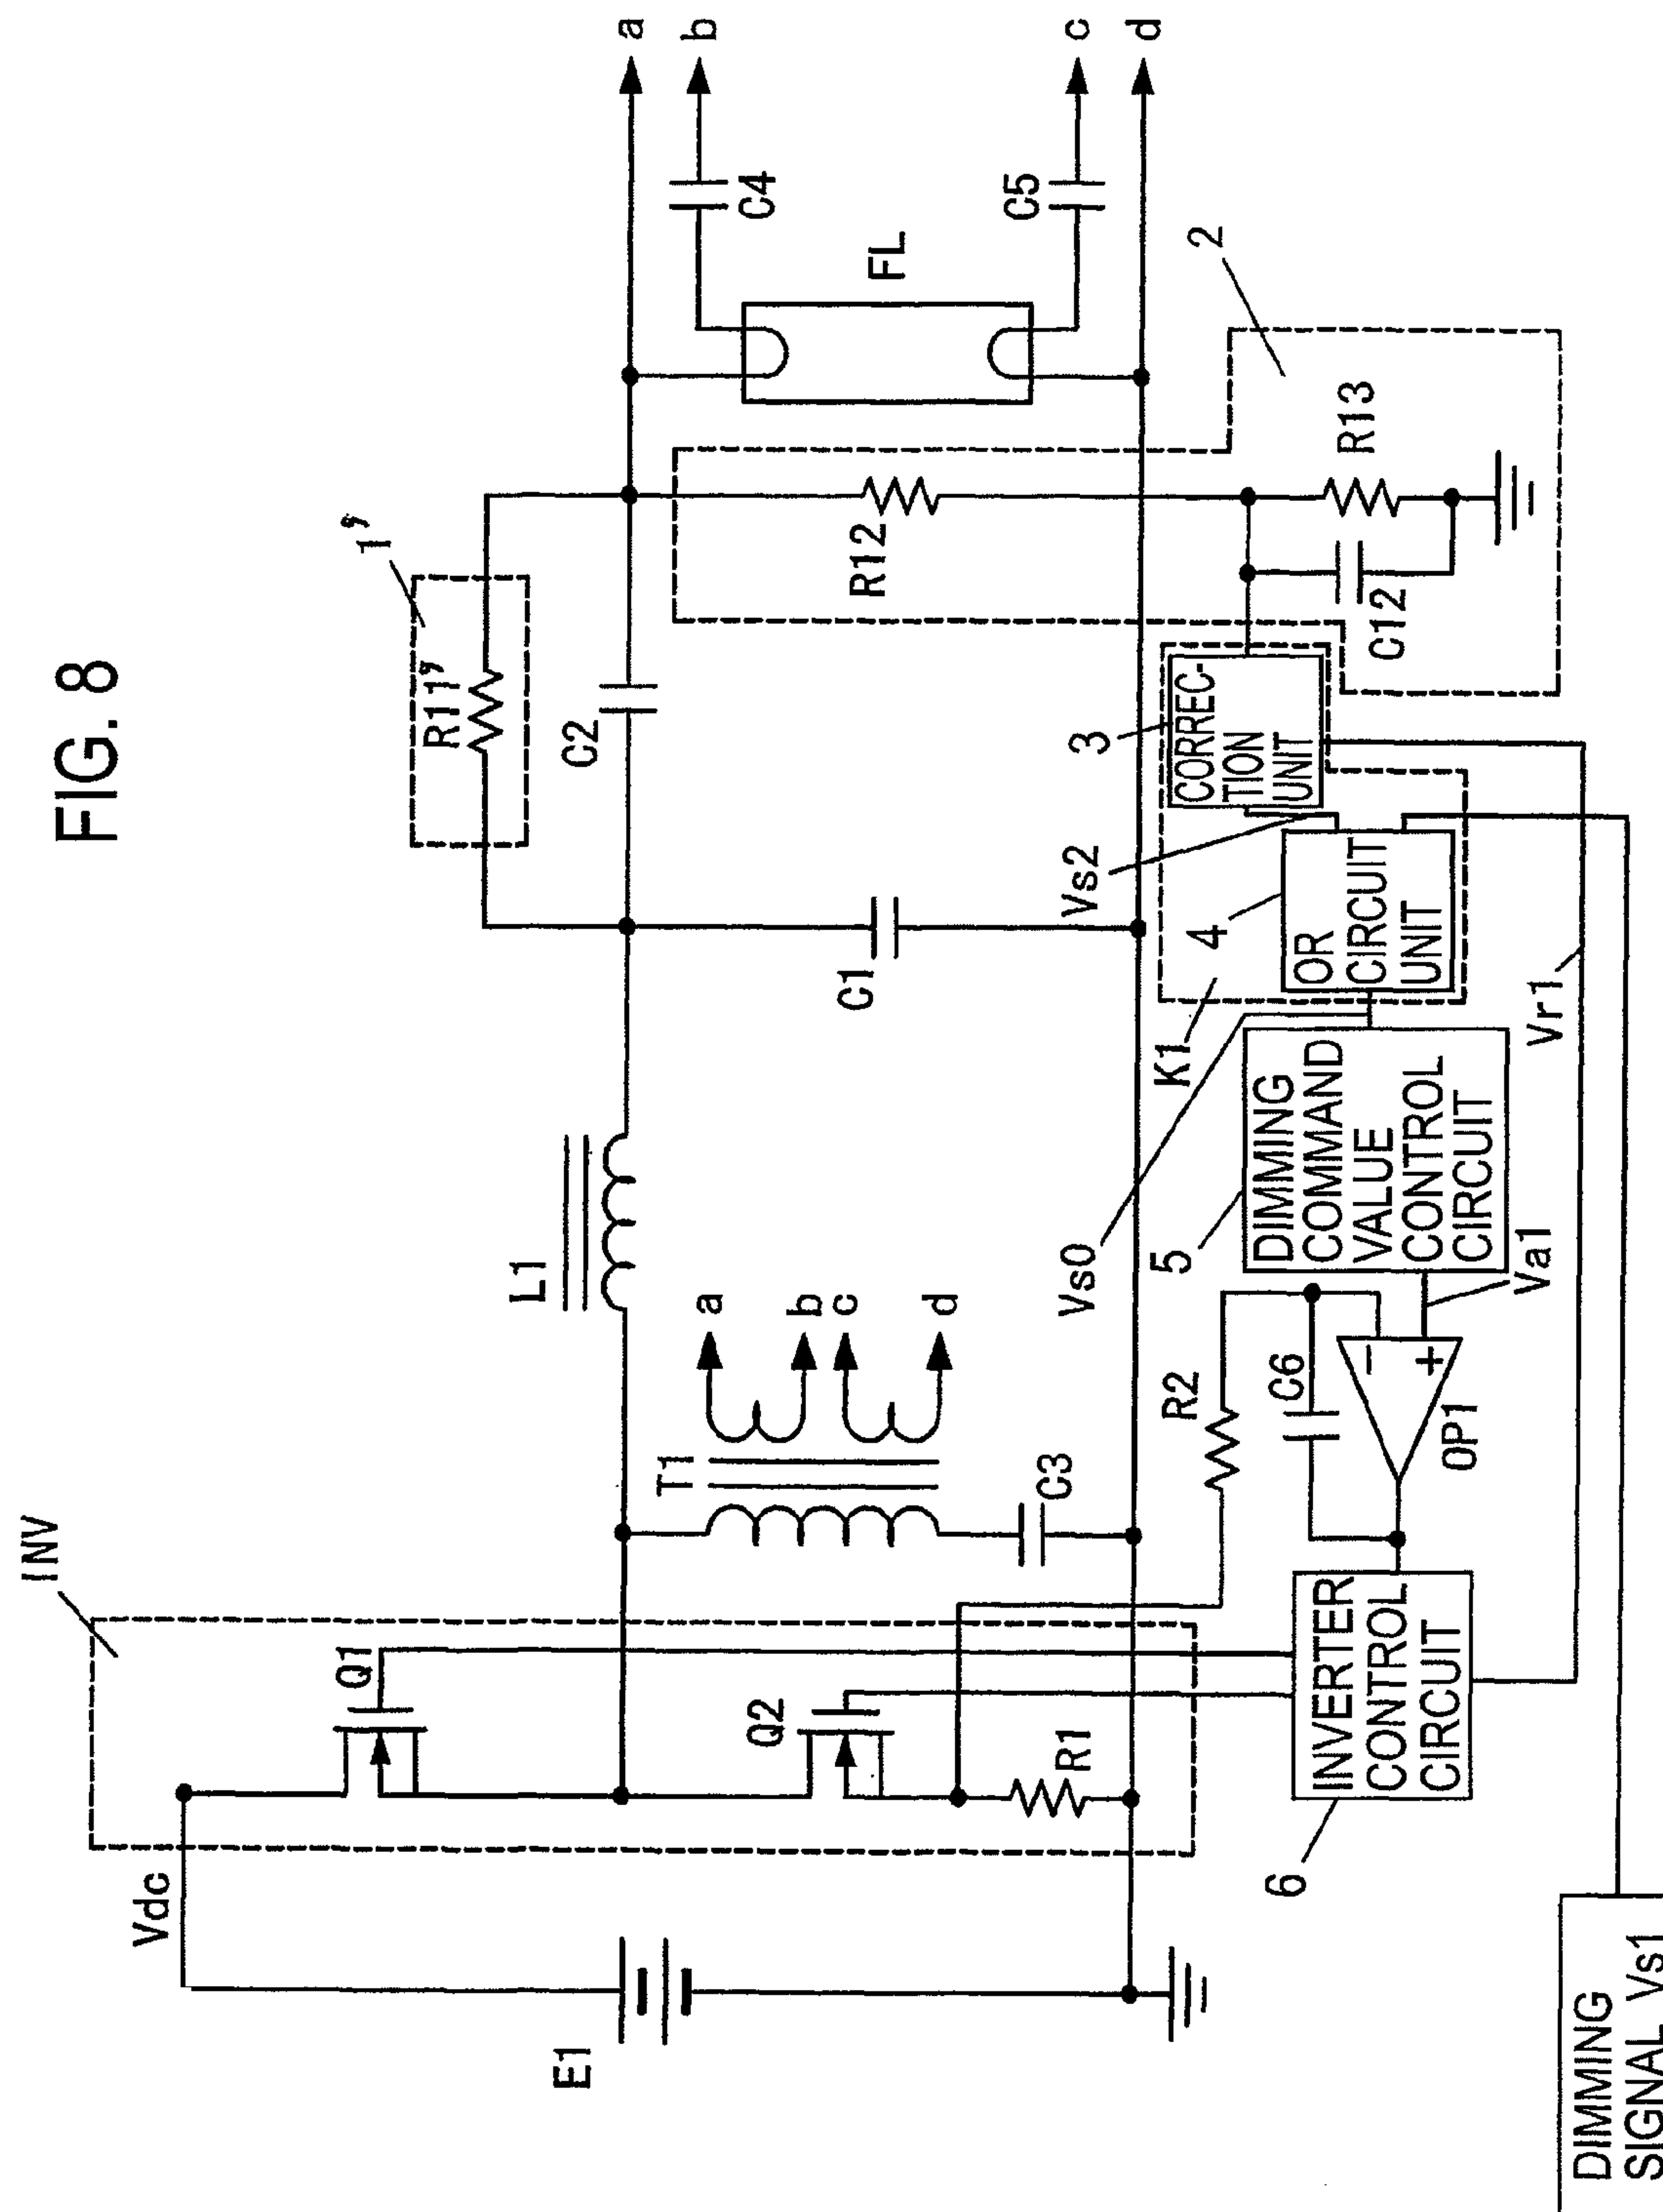 FIG. 8
INV
Vdc
E1
Q1
Q2
R1
T1
a
b
c
d
C3
L1
C1
1'
R11'
C2
R12
FL
C4
C5
a
b
c
d
2
R13
C12
3
CORREC-
TION
UNIT
Vs2
4
OR
CIRCUIT
UNIT
K1
Vs0
5
DIMMING
COMMAND
VALUE
CONTROL
CIRCUIT
Va1
Vr1
R2
C6
-
+
OP1
6
INVERTER
CONTROL
CIRCUIT
DIMMING
SIGNAL Vs1